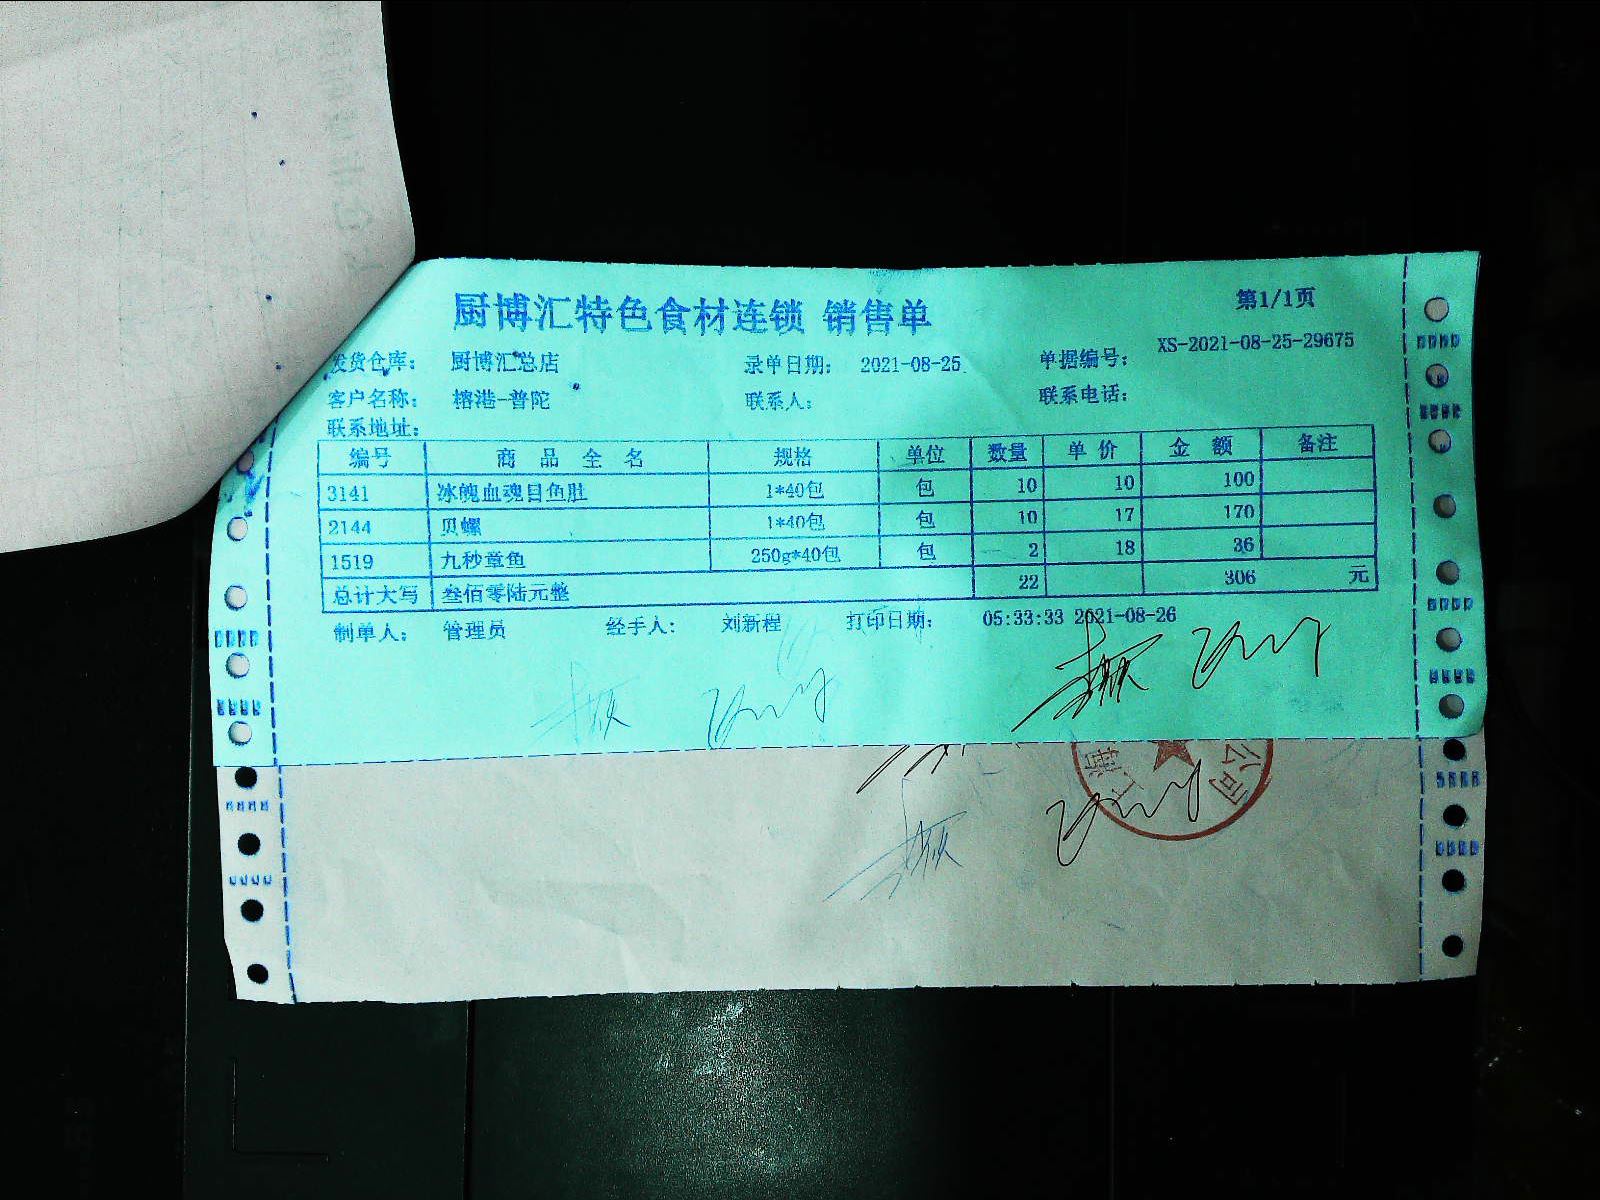 厨博汇特色食材连锁 销售单
第1/1页
发货仓库： 厨博汇总店 录单日期： 2021-08-25 单据编号： XS-2021-08-25-29675
客户名称： 榕港-普陀 联系人： 联系电话：
联系地址：
编号 商 品 全 名 规格 单位 数量 单 价 金 额 备注
3141 冰魄血魂目鱼肚 1*40包 包 10 10 100
2144 贝螺 1*40包 包 10 17 170
1519 九秒章鱼 250g*40包 包 2 18 36
总计大写 叁佰零陆元整 22 306 元
制单人： 管理员 经手人： 刘新程 打印日期： 05:33:33 2021-08-26
公司